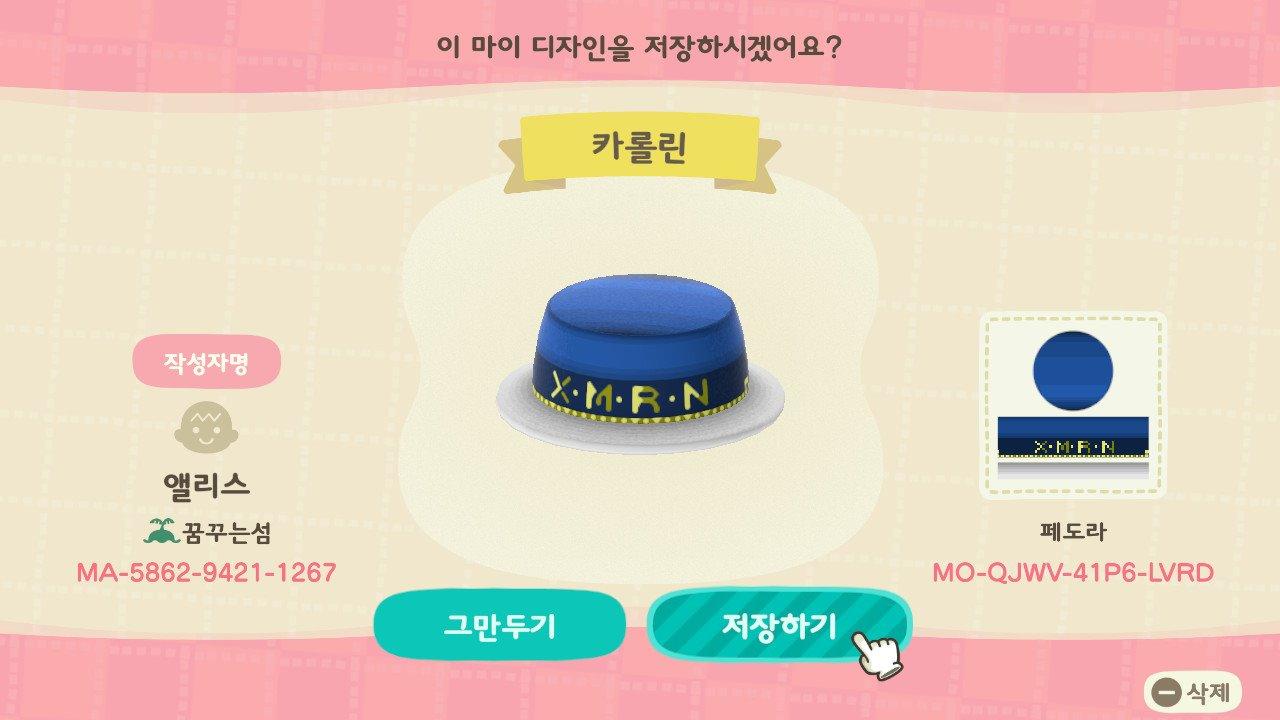 이 마이 디자인을 저장하시겠어요?
카롤린
X·M·R·N
작성자명
앨리스
꿈꾸는섬
MA-5862-9421-1267
X·M·R·N
페도라
MO-QJWV-41P6-LVRD
그만두기
저장하기
삭제